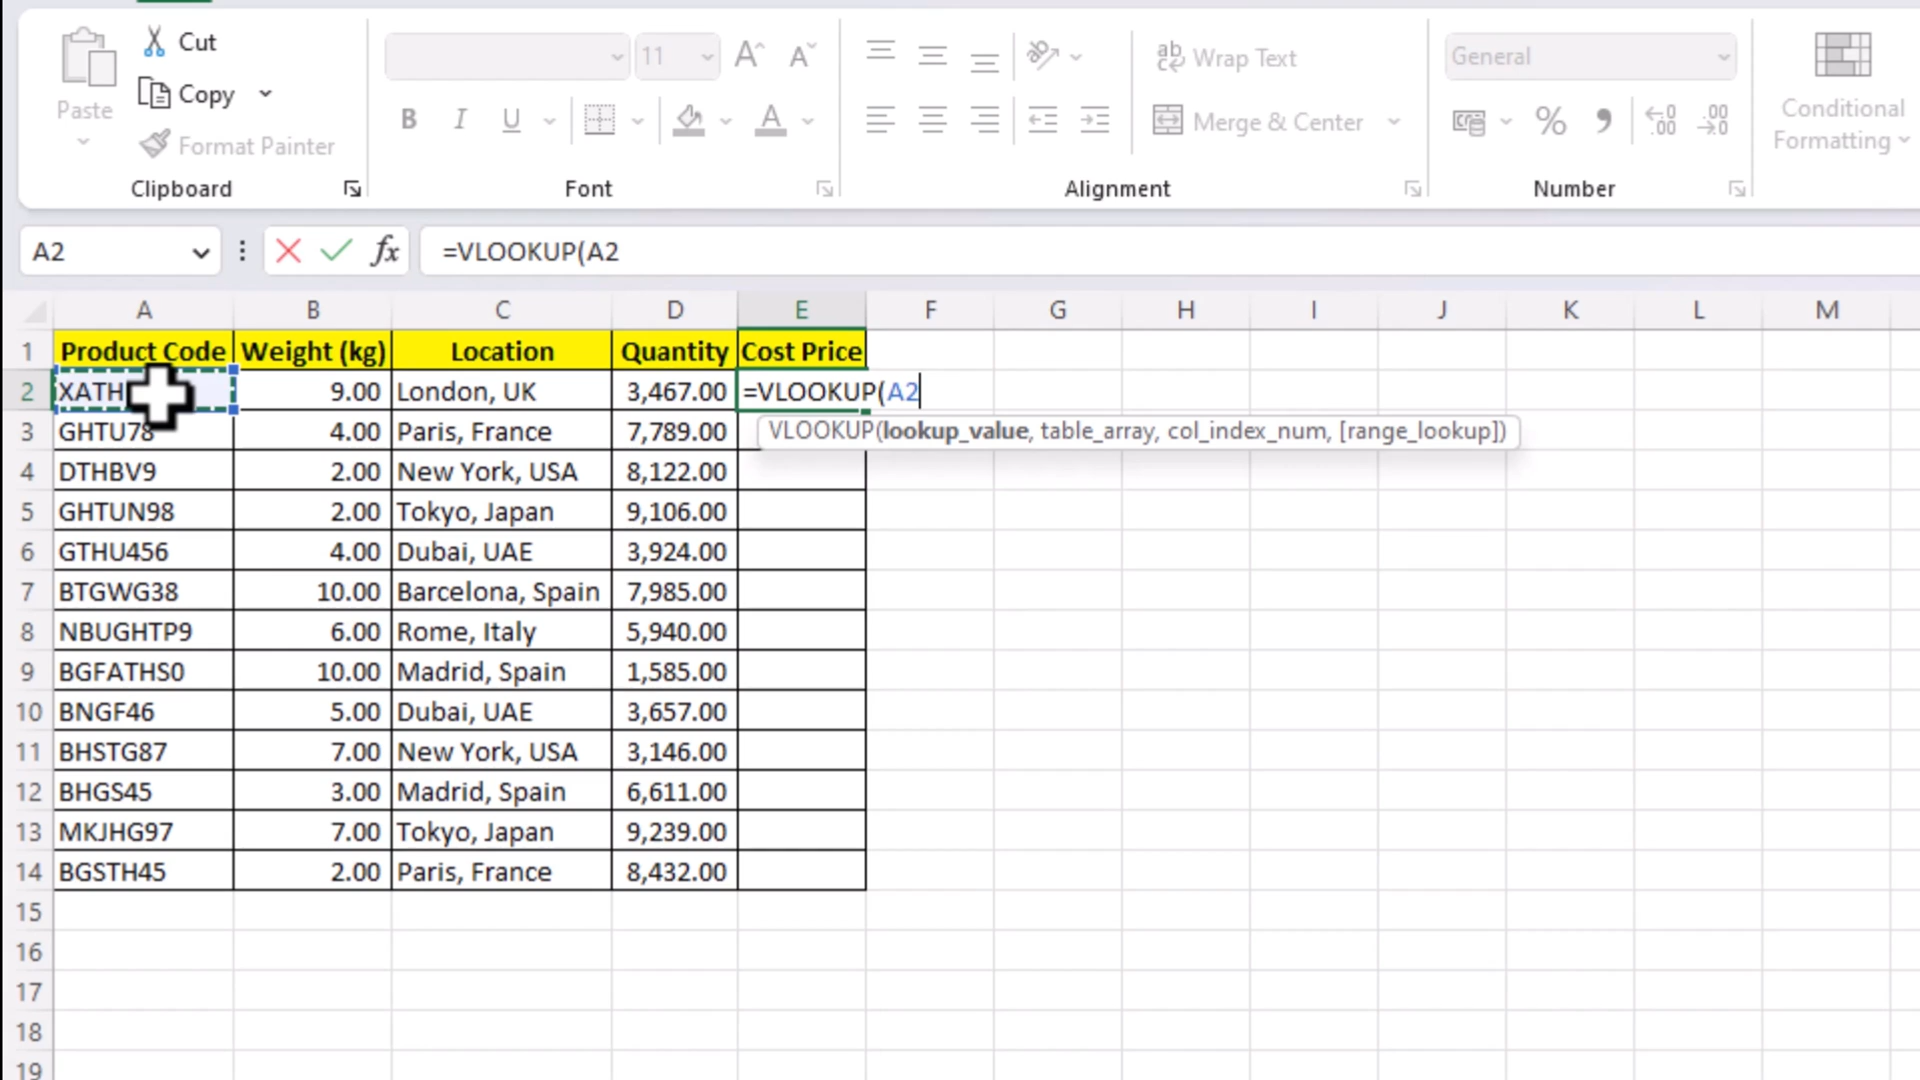 Cut
Copy
Paste
Format Painter
Clipboard
11
A A
B I U A
Font
ab Wrap Text
Merge & Center
Alignment
General
% , .00 .00
Number
Conditional
Formatting
A2 fx =VLOOKUP(A2
A B C D E F G H I J K L M
1 Product Code Weight (kg) Location Quantity Cost Price
2 XATH 9.00 London, UK 3,467.00 =VLOOKUP(A2
VLOOKUP(lookup_value, table_array, col_index_num, [range_lookup])
3 GHTU78 4.00 Paris, France 7,789.00
4 DTHBV9 2.00 New York, USA 8,122.00
5 GHTUN98 2.00 Tokyo, Japan 9,106.00
6 GTHU456 4.00 Dubai, UAE 3,924.00
7 BTGWG38 10.00 Barcelona, Spain 7,985.00
8 NBUGHTP9 6.00 Rome, Italy 5,940.00
9 BGFATHS0 10.00 Madrid, Spain 1,585.00
10 BNGF46 5.00 Dubai, UAE 3,657.00
11 BHSTG87 7.00 New York, USA 3,146.00
12 BHGS45 3.00 Madrid, Spain 6,611.00
13 MKJHG97 7.00 Tokyo, Japan 9,239.00
14 BGSTH45 2.00 Paris, France 8,432.00
15
16
17
18
19